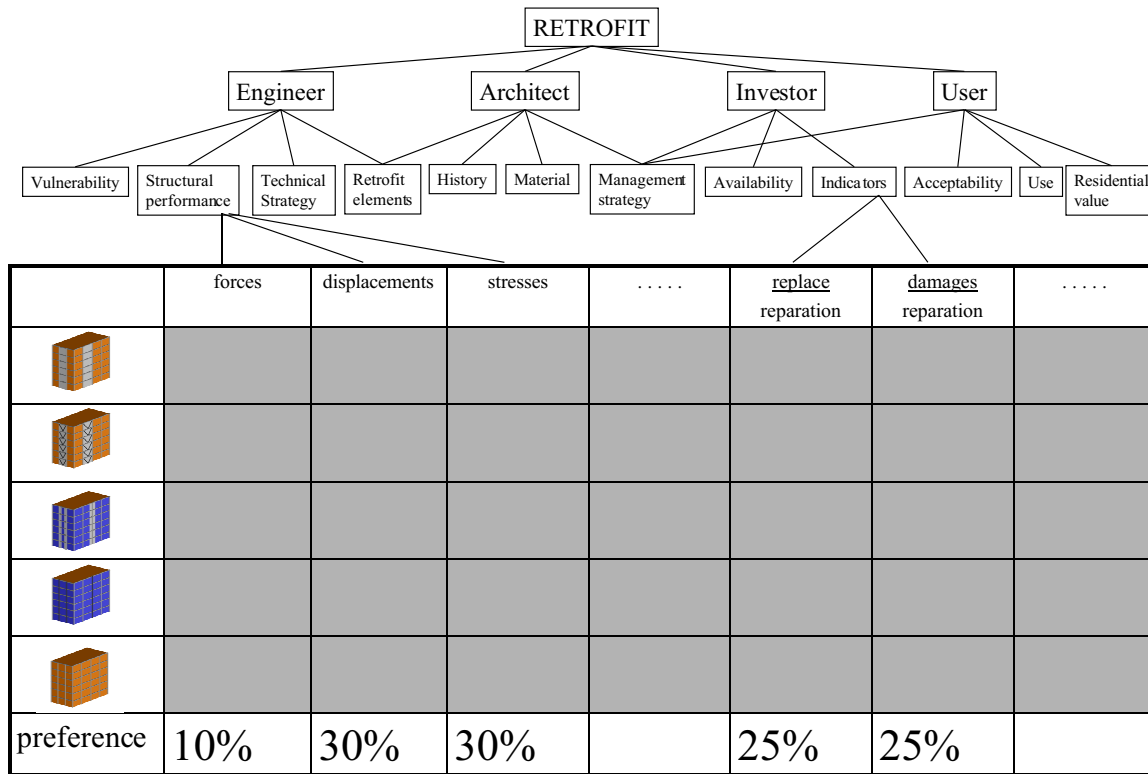 RETROFIT
Engineer
Architect
Investor
User
Vulnerability
Structural
performance
Technical
Strategy
Retrofit
elements
History
Material
Management
strategy
Availability
Indicators
Acceptability
Use
Residential
value
forces
displacements
stresses
. . . . .
replace
reparation
damages
reparation
. . . . .
preference
10%
30%
30%
25%
25%